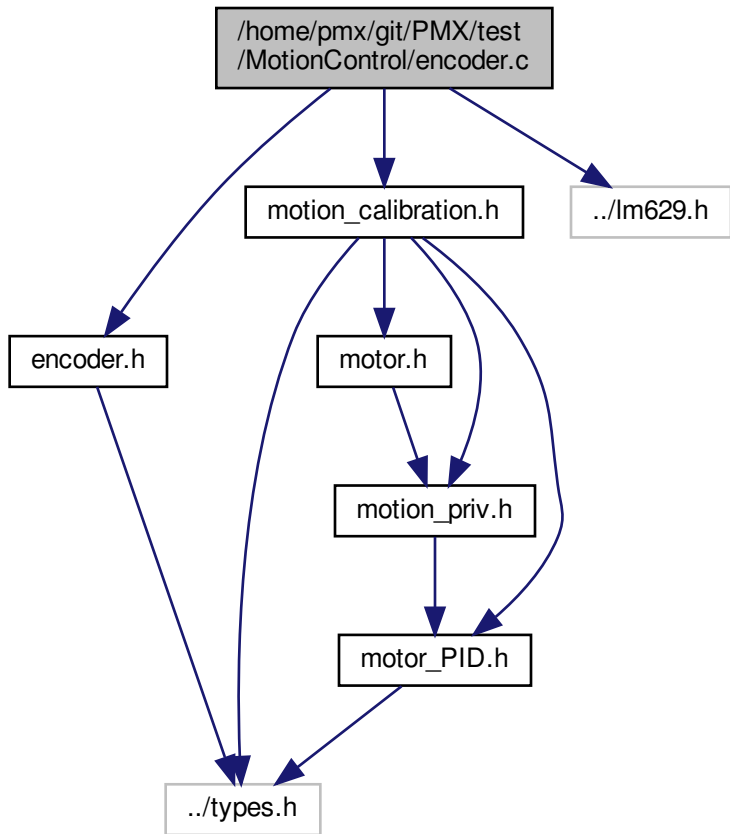 /home/pmx/git/PMX/test
/MotionControl/encoder.c
motion_calibration.h
../lm629.h
encoder.h
motor.h
motion_priv.h
motor_PID.h
../types.h